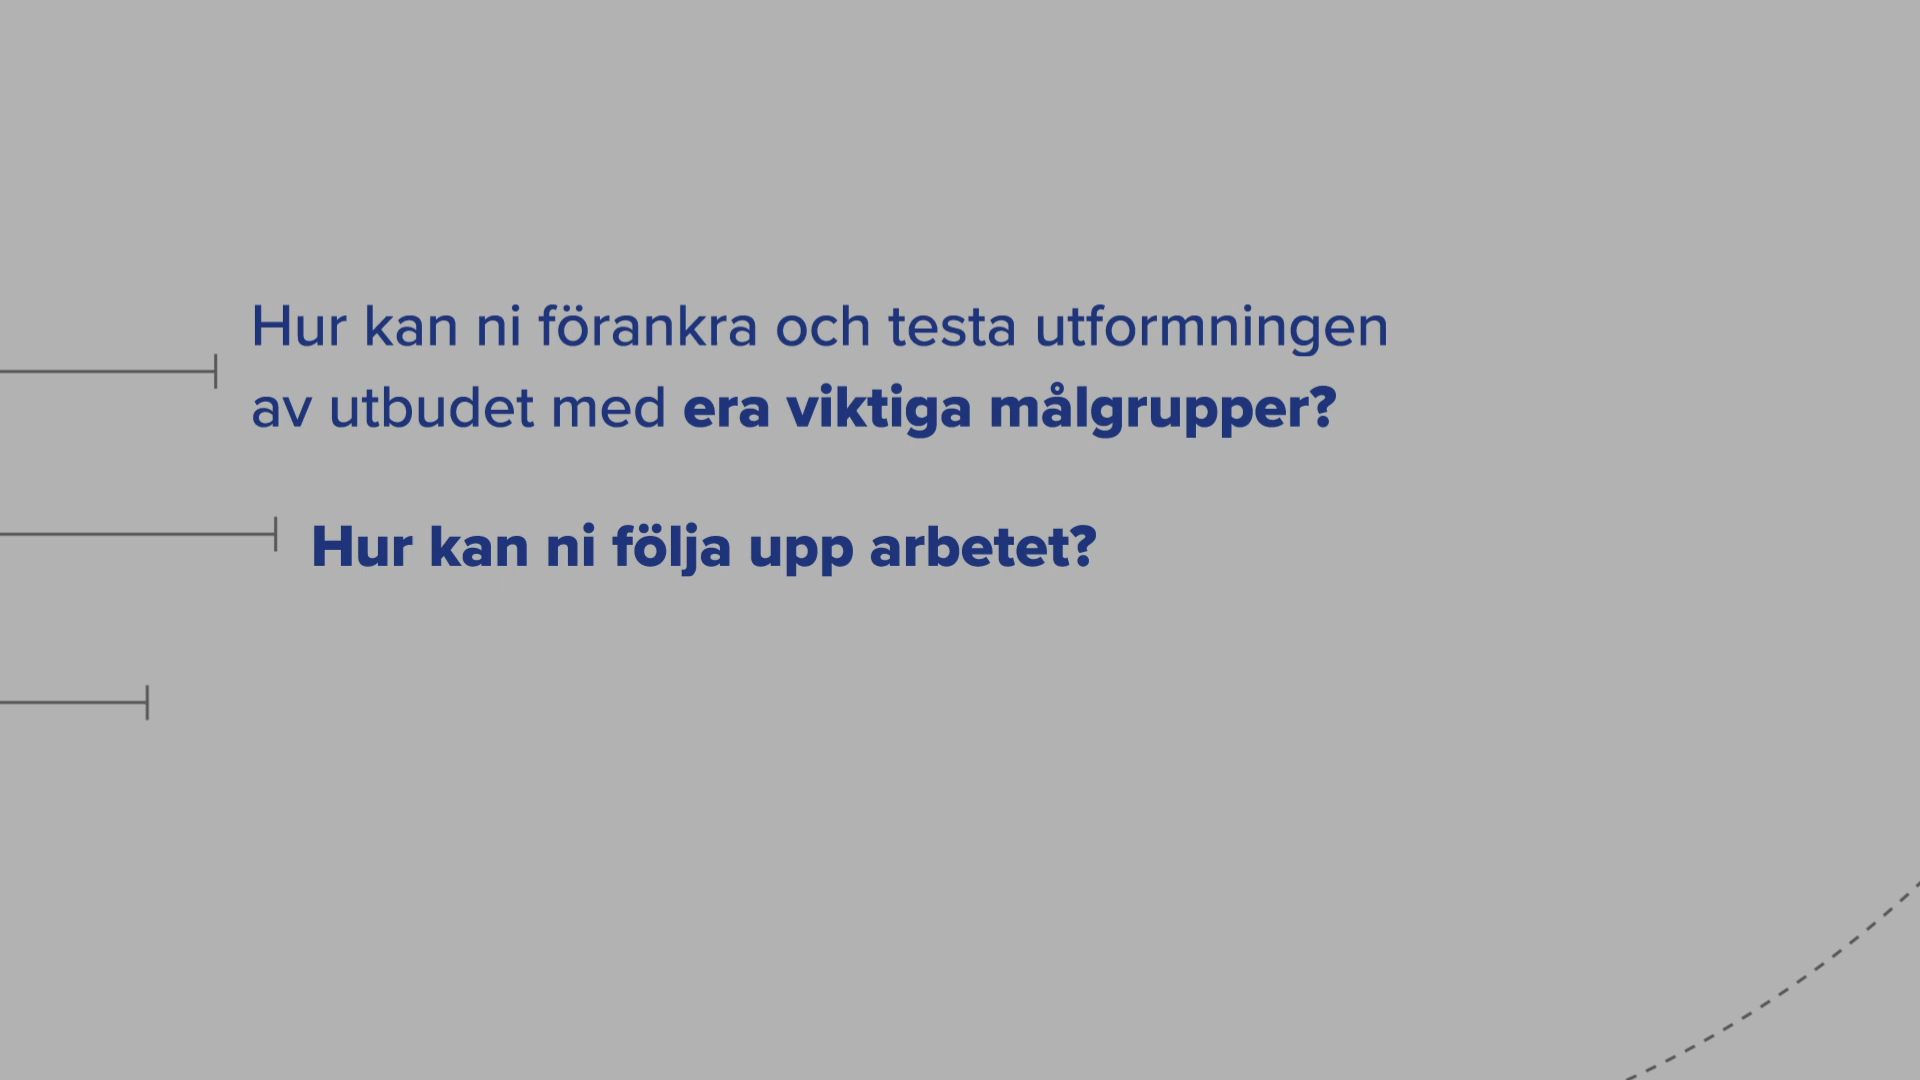 Hur kan ni förankra och testa utformningen
av utbudet med era viktiga målgrupper?
Hur kan ni följa upp arbetet?